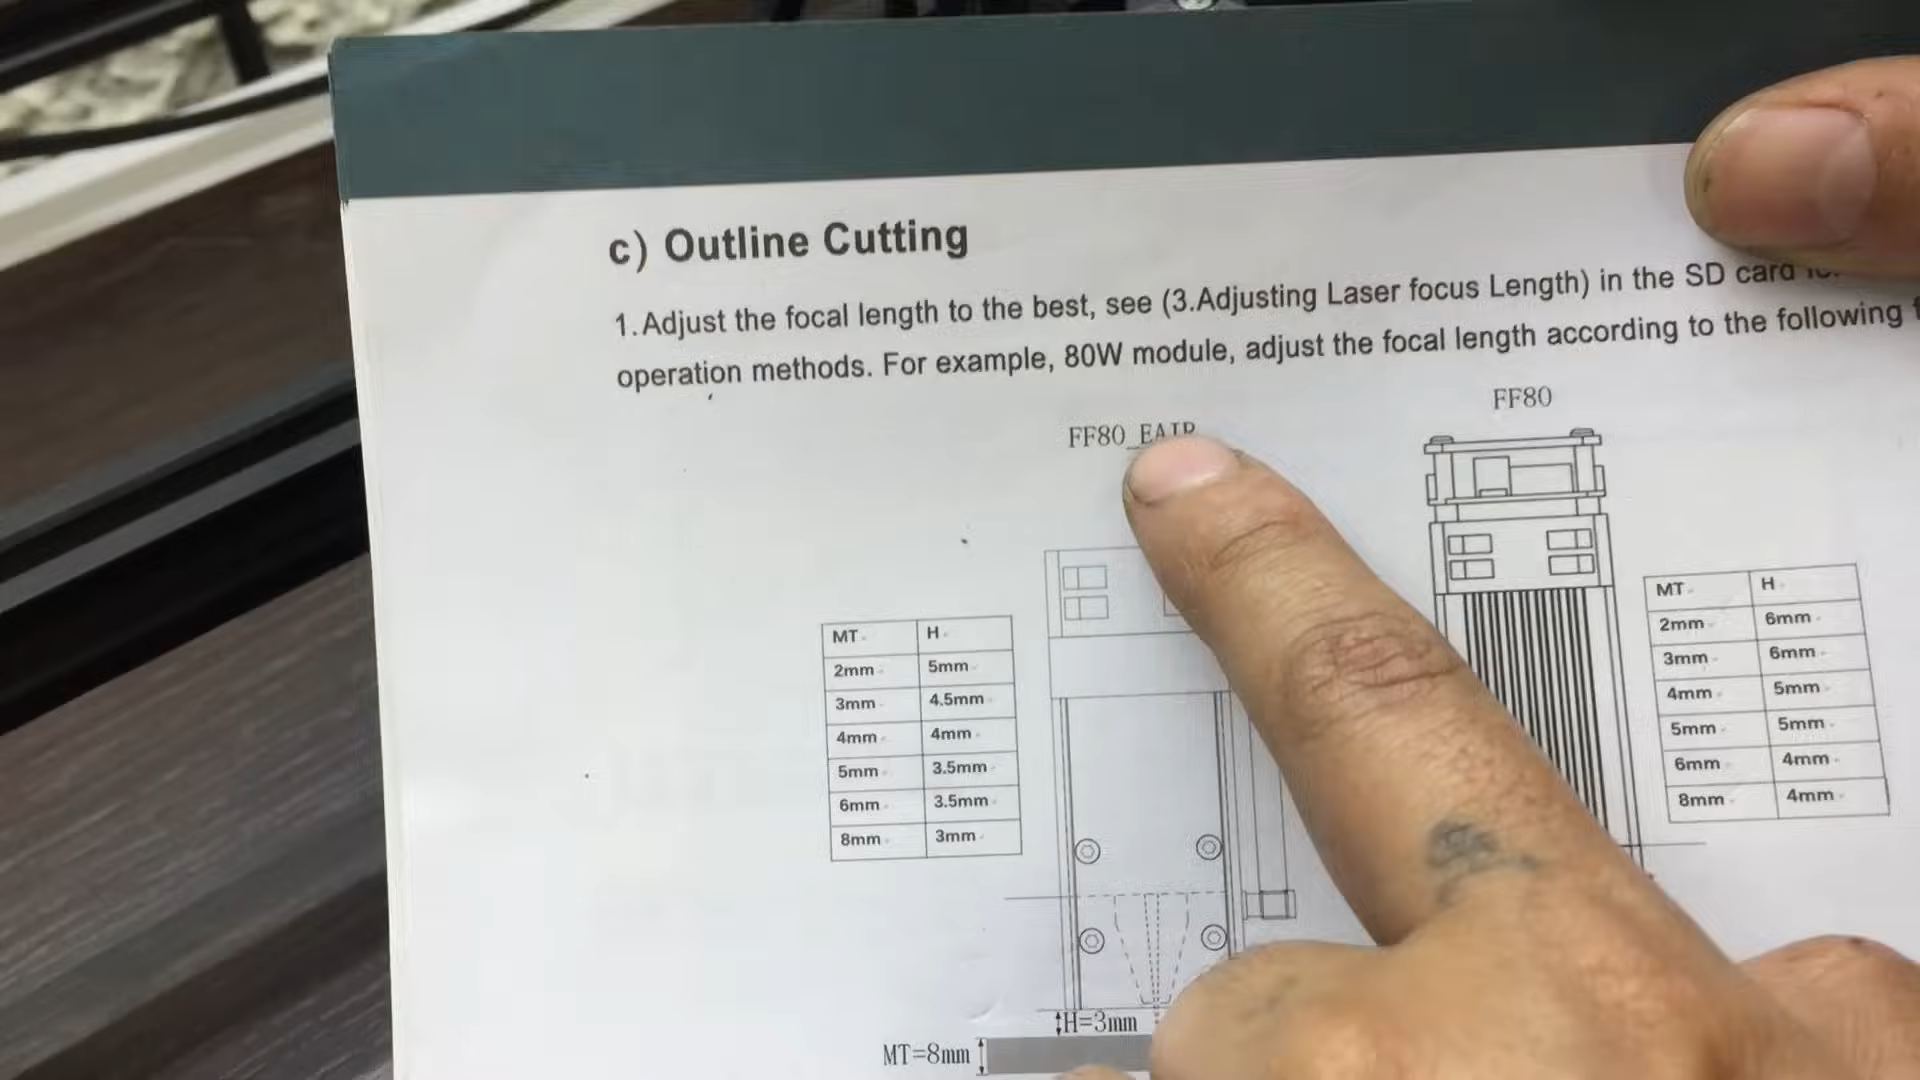 c) Outline Cutting
1.Adjust the focal length to the best, see (3.Adjusting Laser focus Length) in the SD card
operation methods. For example, 80W module, adjust the focal length according to the following
FF80_EAIR
FF80
MT H
2mm 5mm
3mm 4.5mm
4mm 4mm
5mm 3.5mm
6mm 3.5mm
8mm 3mm
MT H
2mm 6mm
3mm 6mm
4mm 5mm
5mm 5mm
6mm 4mm
8mm 4mm
H=3mm
MT=8mm